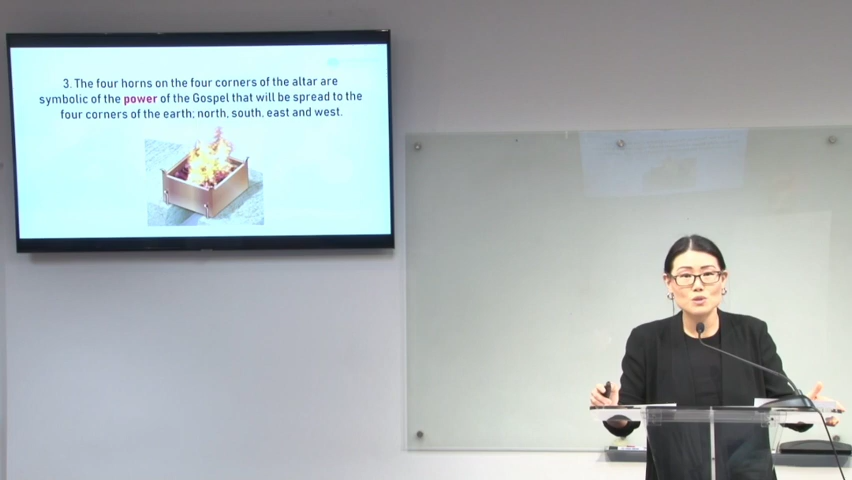 3. The four horns on the four corners of the altar are
symbolic of the power of the Gospel that will be spread to the
four corners of the earth; north, south, east and west.